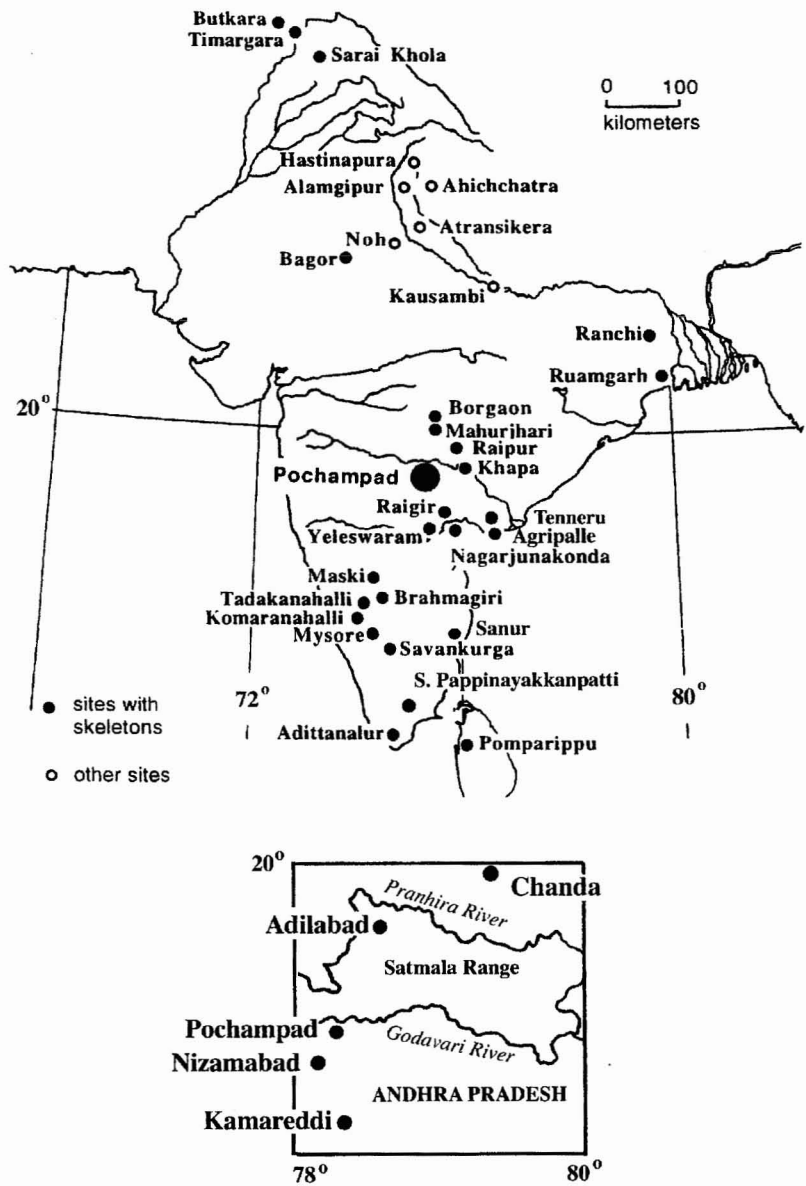 Butkara
Timargara
Sarai Khola
0 100
kilometers
Hastinapura
Alamgipur
Ahichchatra
Atransikera
Noh
Bagor
Kausambi
Ranchi
Ruamgarh
20°
Borgaon
Mahurjhari
Raipur
Khapa
Pochampad
Raigir
Tenneru
Yeleswaram
Agripalle
Nagarjunakonda
Maski
Tadakanahalli
Brahmagiri
Komaranahalli
Mysore
Sanur
Savankurga
S. Pappinayakkanpatti
72°
80°
sites with
skeletons
Adittanalur
Pomparippu
other sites
20°
Chanda
Pranhira River
Adilabad
Satmala Range
Pochampad
Godavari River
Nizamabad
ANDHRA PRADESH
Kamareddi
78°
80°